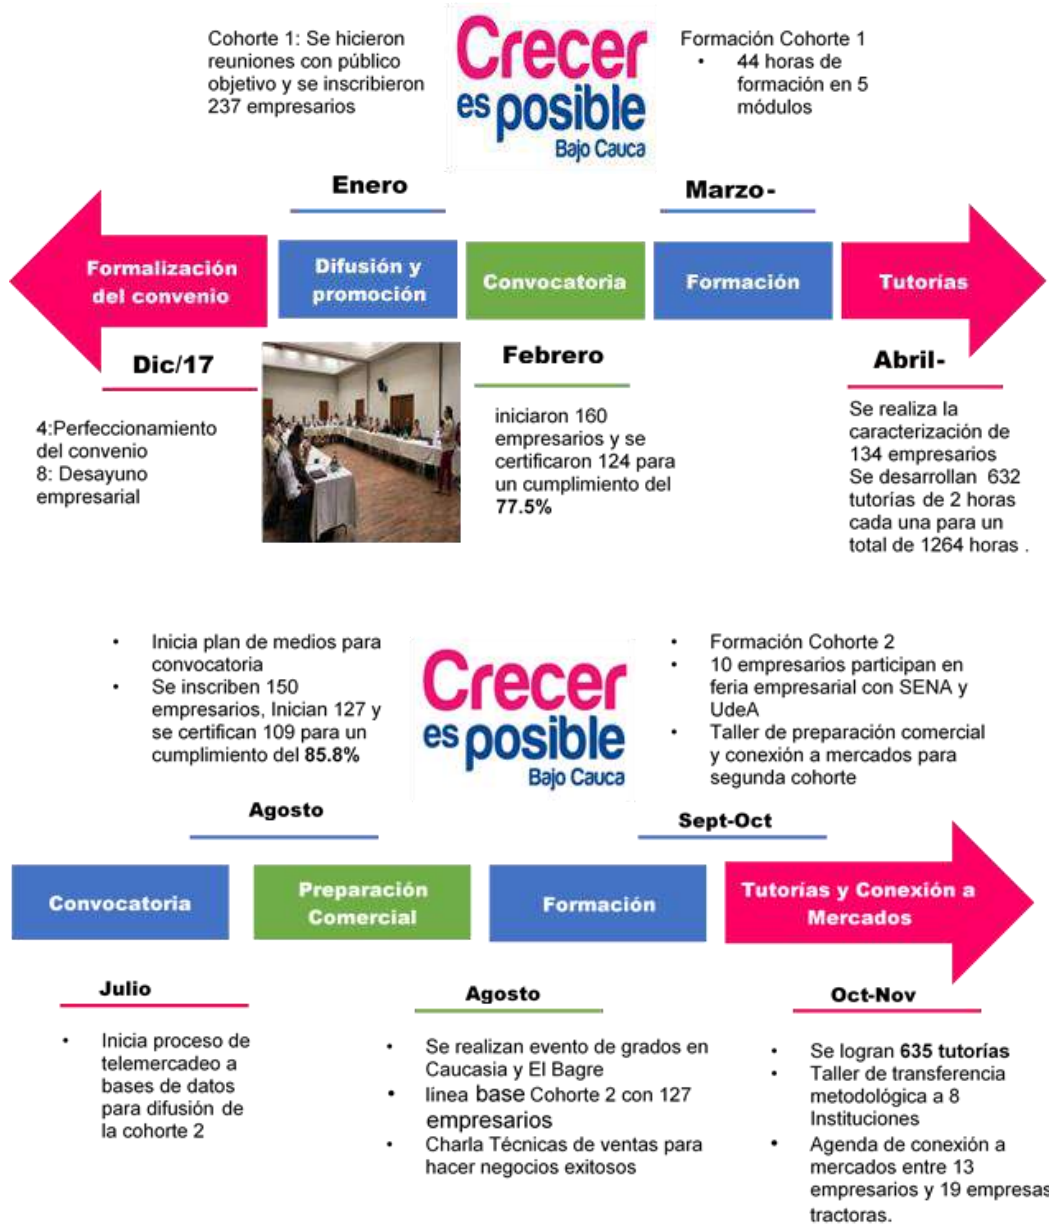 Cohorte 1: Se hicieron
reuniones con público
objetivo y se inscribieron
237 empresarios
Crecer
es posible
Bajo Cauca
Formación Cohorte 1
• 44 horas de
formación en 5
módulos
Enero
Marzo-
Formalización
del convenio
Difusión y
promoción
Convocatoria
Formación
Tutorías
Dic/17
4:Perfeccionamiento
del convenio
8: Desayuno
empresarial
Febrero
iniciaron 160
empresarios y se
certificaron 124 para
un cumplimiento del
77.5%
Abril-
Se realiza la
caracterización de
134 empresarios
Se desarrollan 632
tutorías de 2 horas
cada una para un
total de 1264 horas .
• Inicia plan de medios para
convocatoria
• Se inscriben 150
empresarios, Inician 127 y
se certifican 109 para un
cumplimiento del 85.8%
Crecer
es posible
Bajo Cauca
• Formación Cohorte 2
• 10 empresarios participan en
feria empresarial con SENA y
UdeA
• Taller de preparación comercial
y conexión a mercados para
segunda cohorte
Agosto
Sept-Oct
Convocatoria
Preparación
Comercial
Formación
Tutorías y Conexión a
Mercados
Julio
• Inicia proceso de
telemercadeo a
bases de datos
para difusión de
la cohorte 2
Agosto
• Se realizan evento de grados en
Caucasia y El Bagre
• línea base Cohorte 2 con 127
empresarios
• Charla Técnicas de ventas para
hacer negocios exitosos
Oct-Nov
• Se logran 635 tutorías
• Taller de transferencia
metodológica a 8
Instituciones
• Agenda de conexión a
mercados entre 13
empresarios y 19 empresas
tractoras.